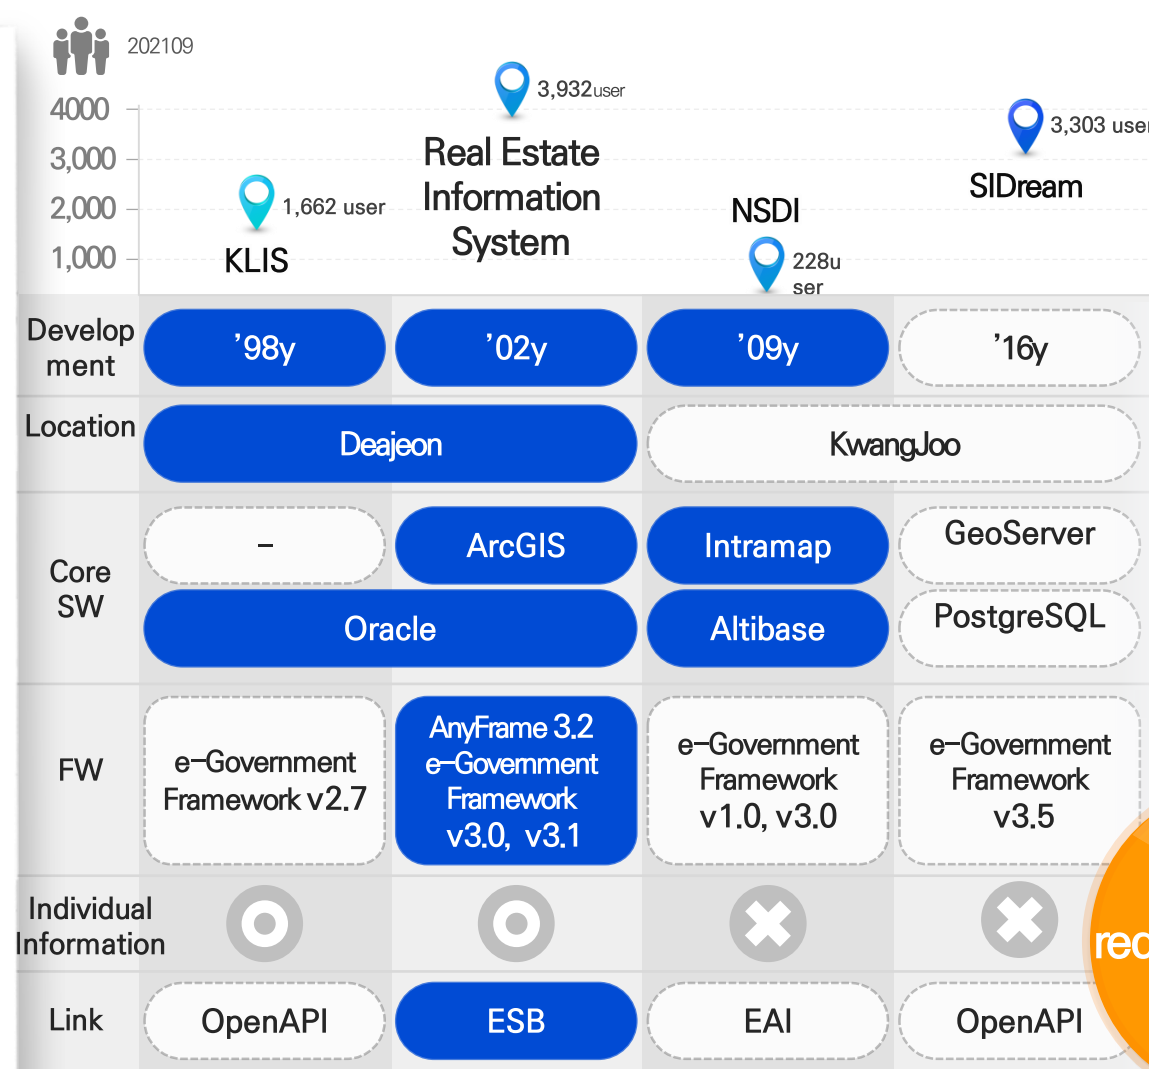 202109
4000
3,000
2,000
1,000
3,932user
Real Estate
Information
System
1,662 user
KLIS
NSDI
228u
ser
3,303 user
SIDream
Develop
ment
’98y
’02y
’09y
’16y
Location
Deajeon
KwangJoo
Core
SW
–
ArcGIS
Intramap
GeoServer
Oracle
Altibase
PostgreSQL
FW
e–Government
Framework v2.7
AnyFrame 3.2
e–Government
Framework
v3.0, v3.1
e–Government
Framework
v1.0, v3.0
e–Government
Framework
v3.5
Individual
Information
Link
OpenAPI
ESB
EAI
OpenAPI